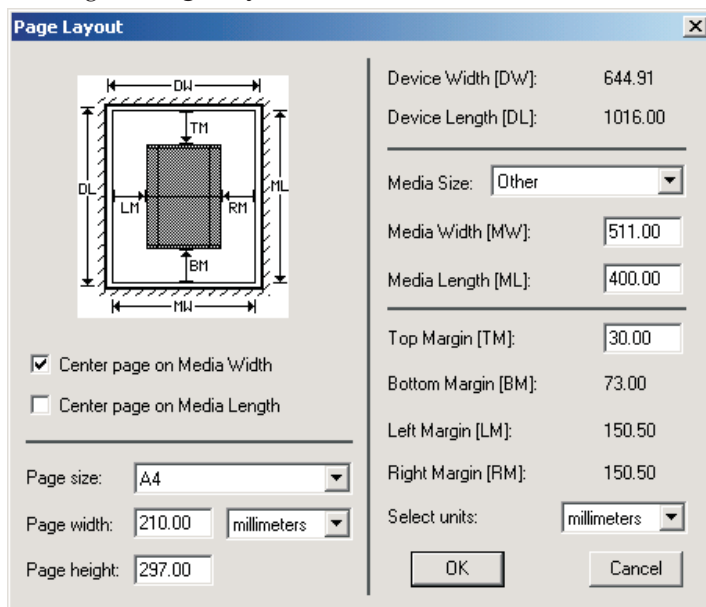 Page Layout
DW
TM
DL
ML
LM
RM
BM
MW
Center page on Media Width
Center page on Media Length
Page size: A4
Page width: 210.00 millimeters
Page height: 297.00
Device Width [DW]: 644.91
Device Length [DL]: 1016.00
Media Size: Other
Media Width [MW]: 511.00
Media Length [ML]: 400.00
Top Margin [TM]: 30.00
Bottom Margin [BM]: 73.00
Left Margin [LM]: 150.50
Right Margin [RM]: 150.50
Select units: millimeters
OK Cancel